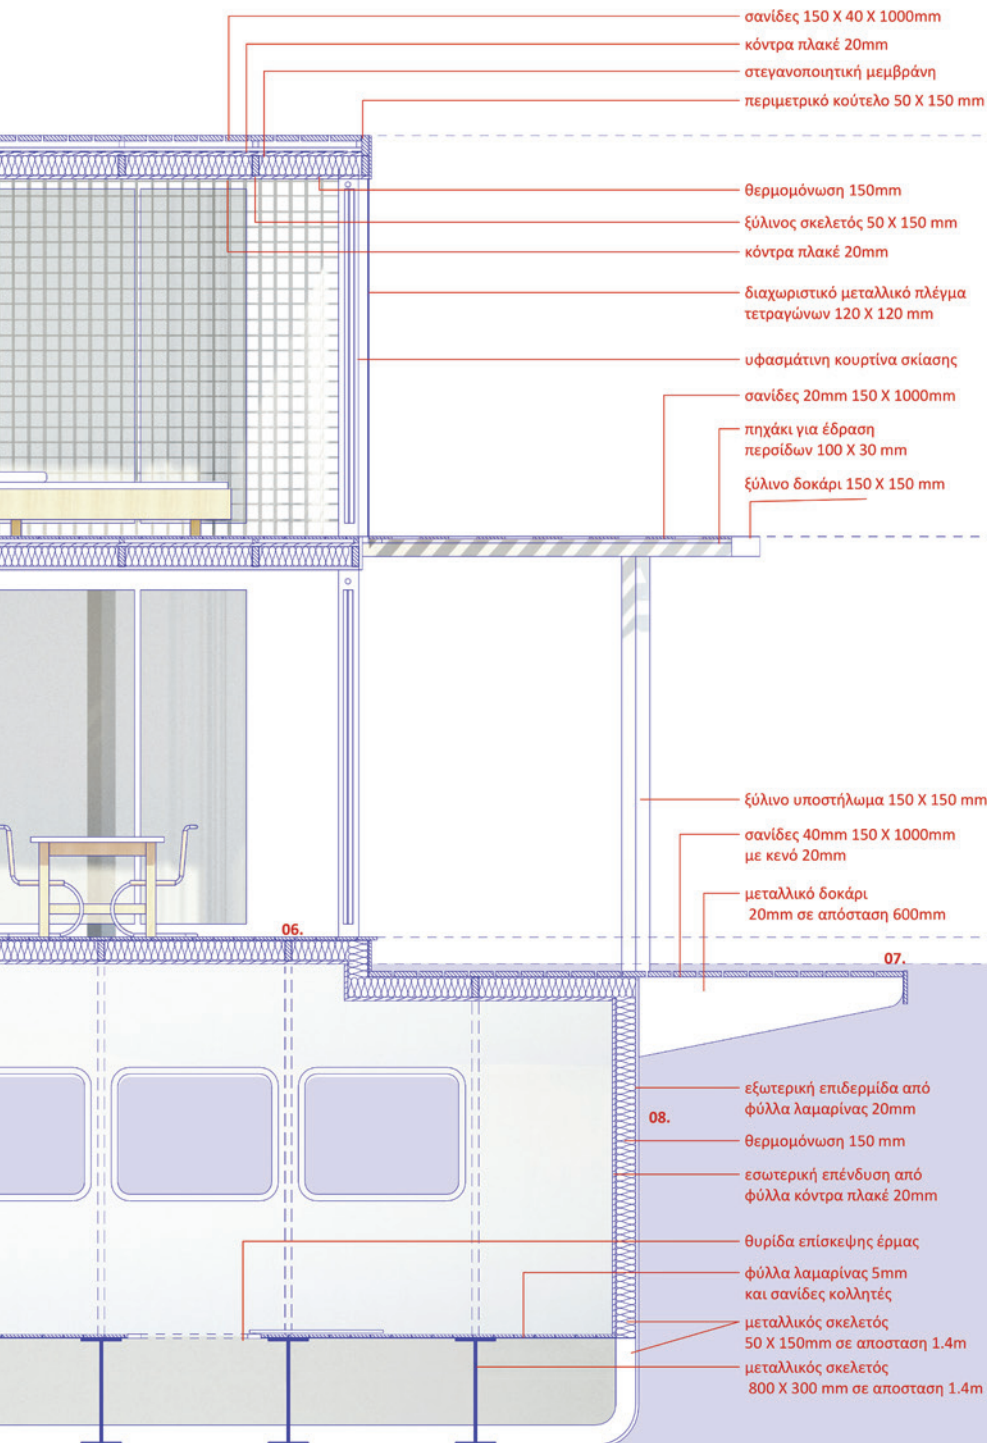 σανίδες 150 X 40 X 1000mm
κόντρα πλακέ 20mm
στεγανοποιητική μεμβράνη
περιμετρικό κούτελο 50 X 150 mm
θερμομόνωση 150mm
ξύλινος σκελετός 50 X 150 mm
κόντρα πλακέ 20mm
διαχωριστικό μεταλλικό πλέγμα
τετραγώνων 120 X 120 mm
υφασμάτινη κουρτίνα σκίασης
σανίδες 20mm 150 X 1000mm
πηχάκι για έδραση
περσίδων 100 X 30 mm
ξύλινο δοκάρι 150 X 150 mm
ξύλινο υποστήλωμα 150 X 150 mm
σανίδες 40mm 150 X 1000mm
με κενό 20mm
μεταλλικό δοκάρι
20mm σε απόσταση 600mm
06.
07.
εξωτερική επιδερμίδα από
φύλλα λαμαρίνας 20mm
08.
θερμομόνωση 150 mm
εσωτερική επένδυση από
φύλλα κόντρα πλακέ 20mm
θυρίδα επίσκεψης έρμας
φύλλα λαμαρίνας 5mm
και σανίδες κολλητές
μεταλλικός σκελετός
50 X 150mm σε αποσταση 1.4m
μεταλλικός σκελετός
800 X 300 mm σε αποσταση 1.4m